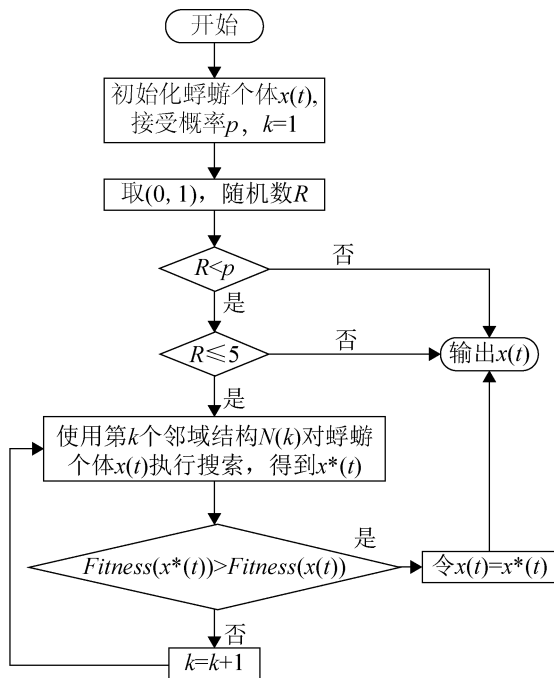 开始
初始化蜉蝣个体x(t),
接受概率p，k=1
取(0, 1)，随机数R
R<p
否
是
R≤5
否
输出x(t)
是
使用第k个邻域结构N(k)对蜉蝣
个体x(t)执行搜索，得到x*(t)
是
Fitness(x*(t))>Fitness(x(t))
令x(t)=x*(t)
否
k=k+1